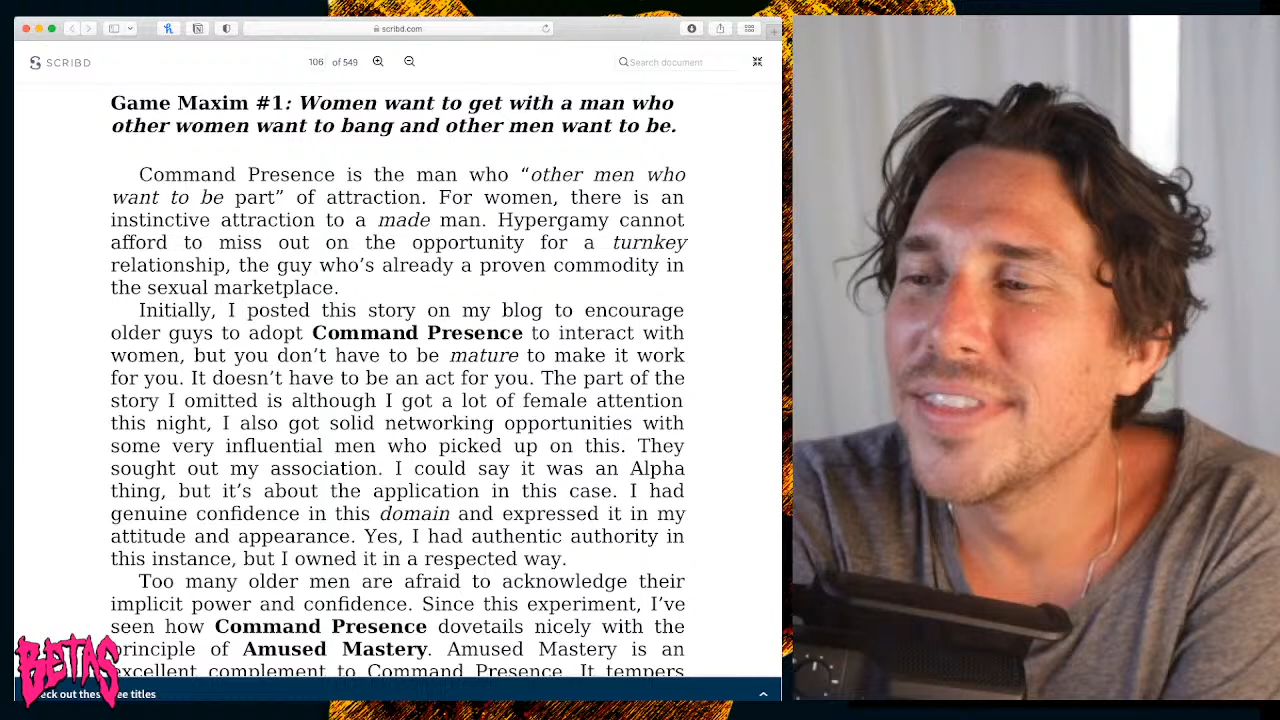 scribd.com
SCRIBD
106 of 549
Search document
Game Maxim #1: Women want to get with a man who
other women want to bang and other men want to be.
Command Presence is the man who “other men who
want to be part” of attraction. For women, there is an
instinctive attraction to a made man. Hypergamy cannot
afford to miss out on the opportunity for a turnkey
relationship, the guy who’s already a proven commodity in
the sexual marketplace.
Initially, I posted this story on my blog to encourage
older guys to adopt Command Presence to interact with
women, but you don’t have to be mature to make it work
for you. It doesn’t have to be an act for you. The part of the
story I omitted is although I got a lot of female attention
this night, I also got solid networking opportunities with
some very influential men who picked up on this. They
sought out my association. I could say it was an Alpha
thing, but it’s about the application in this case. I had
genuine confidence in this domain and expressed it in my
attitude and appearance. Yes, I had authentic authority in
this instance, but I owned it in a respected way.
Too many older men are afraid to acknowledge their
implicit power and confidence. Since this experiment, I’ve
seen how Command Presence dovetails nicely with the
principle of Amused Mastery. Amused Mastery is an
excellent complement to Command Presence. It tempers
BETAS
eck out thes ee titles